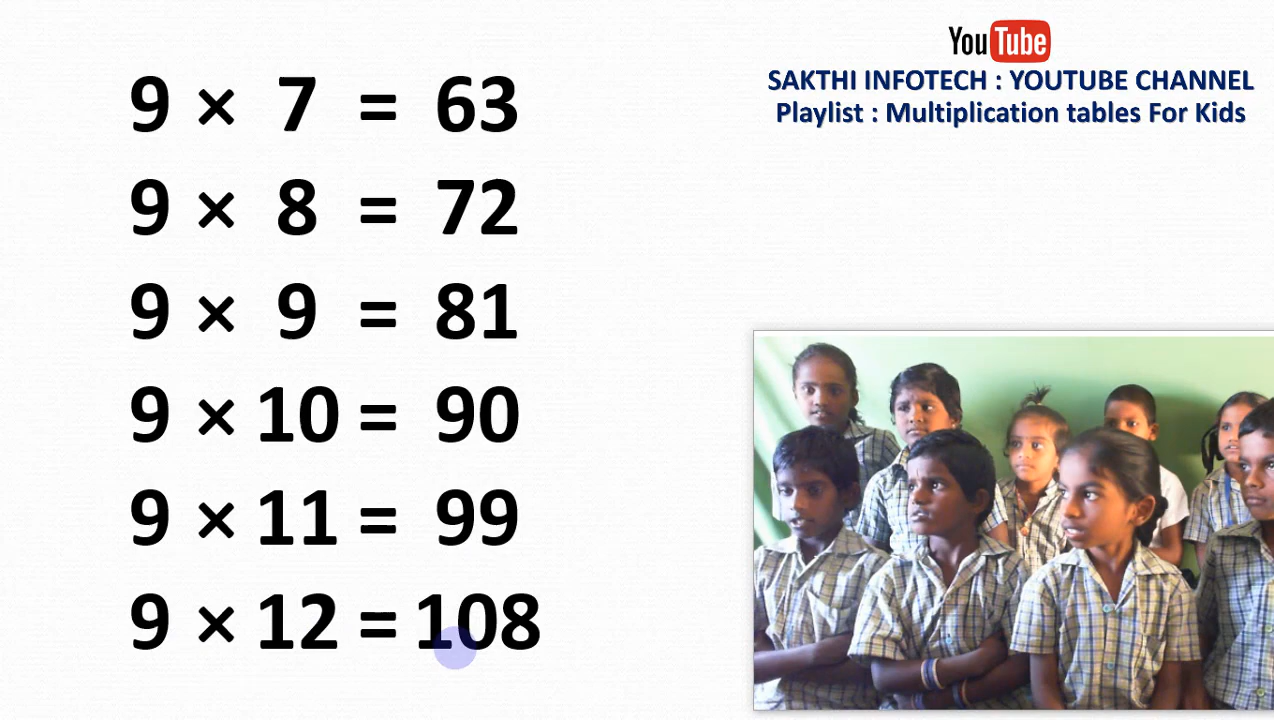 9 × 7 = 63
9 × 8 = 72
9 × 9 = 81
9 × 10 = 90
9 × 11 = 99
9 × 12 = 108
YouTube
SAKTHI INFOTECH : YOUTUBE CHANNEL
Playlist : Multiplication tables For Kids